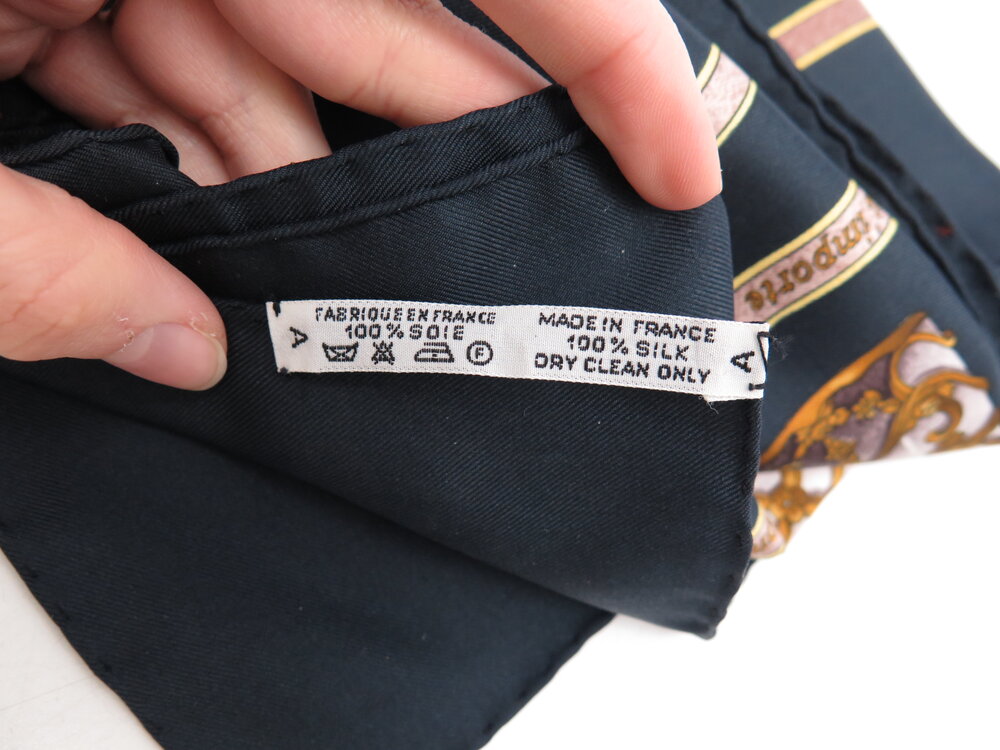 A
FABRIQUE EN FRANCE
100% SOIE
F
MADE IN FRANCE
100% SILK
DRY CLEAN ONLY
A
importe